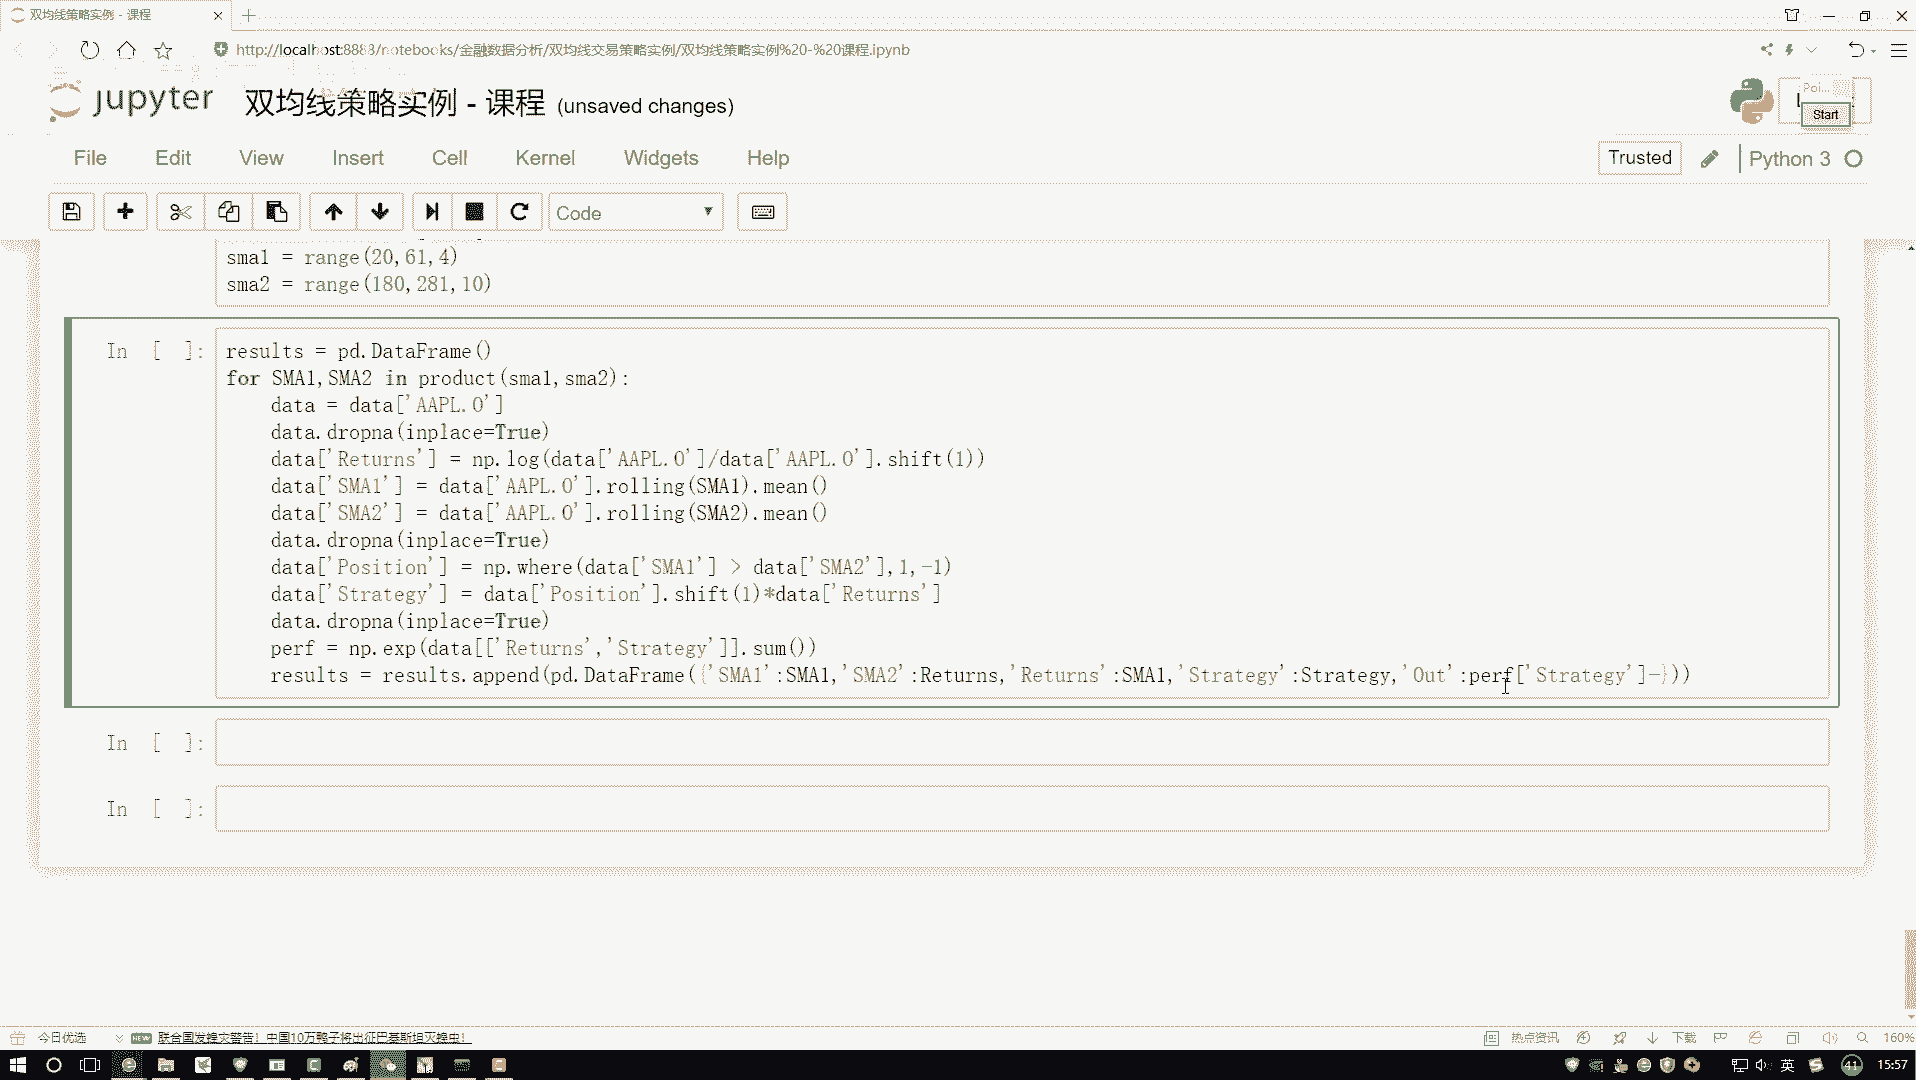 双均线策略实例 - 课程
http://localhost:8888/notebooks/金融数据分析/双均线交易策略实例/双均线策略实例%20-%20课程.ipynb
jupyter 双均线策略实例 - 课程 (unsaved changes)
Poi...
Start
File Edit View Insert Cell Kernel Widgets Help
Trusted
Python 3
Code
sma1 = range(20,61,4)
sma2 = range(180,281,10)
In [ ]:
results = pd.DataFrame()
for SMA1,SMA2 in product(sma1,sma2):
    data = data['AAPL.O']
    data.dropna(inplace=True)
    data['Returns'] = np.log(data['AAPL.O']/data['AAPL.O'].shift(1))
    data['SMA1'] = data['AAPL.O'].rolling(SMA1).mean()
    data['SMA2'] = data['AAPL.O'].rolling(SMA2).mean()
    data.dropna(inplace=True)
    data['Position'] = np.where(data['SMA1'] > data['SMA2'],1,-1)
    data['Strategy'] = data['Position'].shift(1)*data['Returns']
    data.dropna(inplace=True)
    perf = np.exp(data[['Returns','Strategy']].sum())
    results = results.append(pd.DataFrame({'SMA1':SMA1,'SMA2':Returns,'Returns':SMA1,'Strategy':Strategy,'Out':perf['Strategy']-}))
In [ ]:
In [ ]:
今日优选
NEW
联合国发蝗灾警告!中国10万鸭子将出征巴基斯坦灭蝗虫!
热点资讯
下载
160%
英
41
15:57